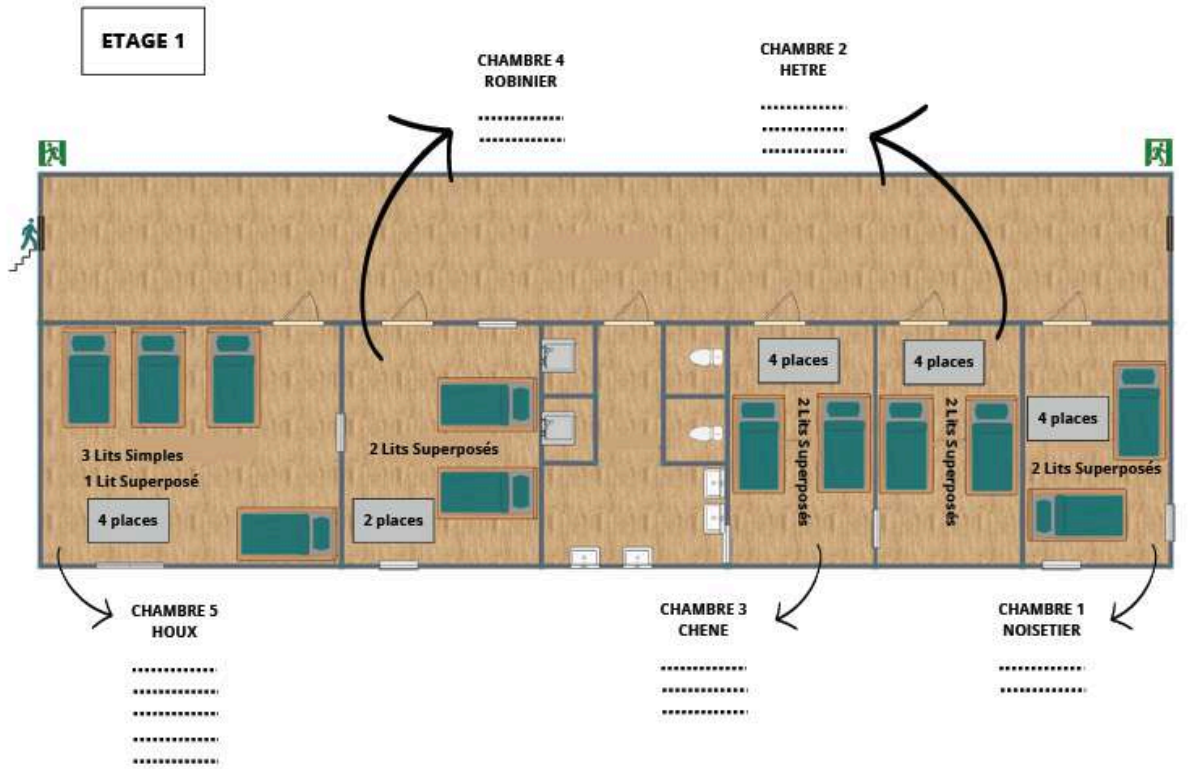 ETAGE 1
CHAMBRE 4
ROBINIER
CHAMBRE 2
HETRE
4 places
4 places
4 places
2 Lits Superposés
2 Lits Superposés
2 Lits Superposés
3 Lits Simples
1 Lit Superposé
2 Lits Superposés
4 places
2 places
CHAMBRE 5
HOUX
CHAMBRE 3
CHENE
CHAMBRE 1
NOISETIER